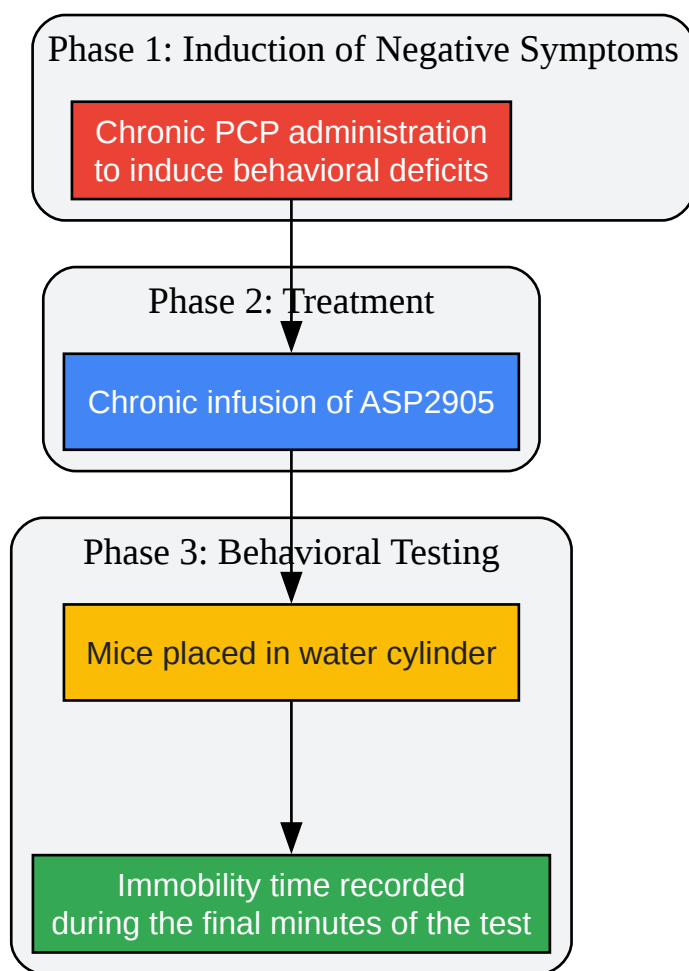 Phase 1: Induction of Negative Symptoms
Chronic PCP administration
to induce behavioral deficits
Phase 2: Treatment
Chronic infusion of ASP2905
Phase 3: Behavioral Testing
Mice placed in water cylinder
Immobility time recorded
during the final minutes of the test